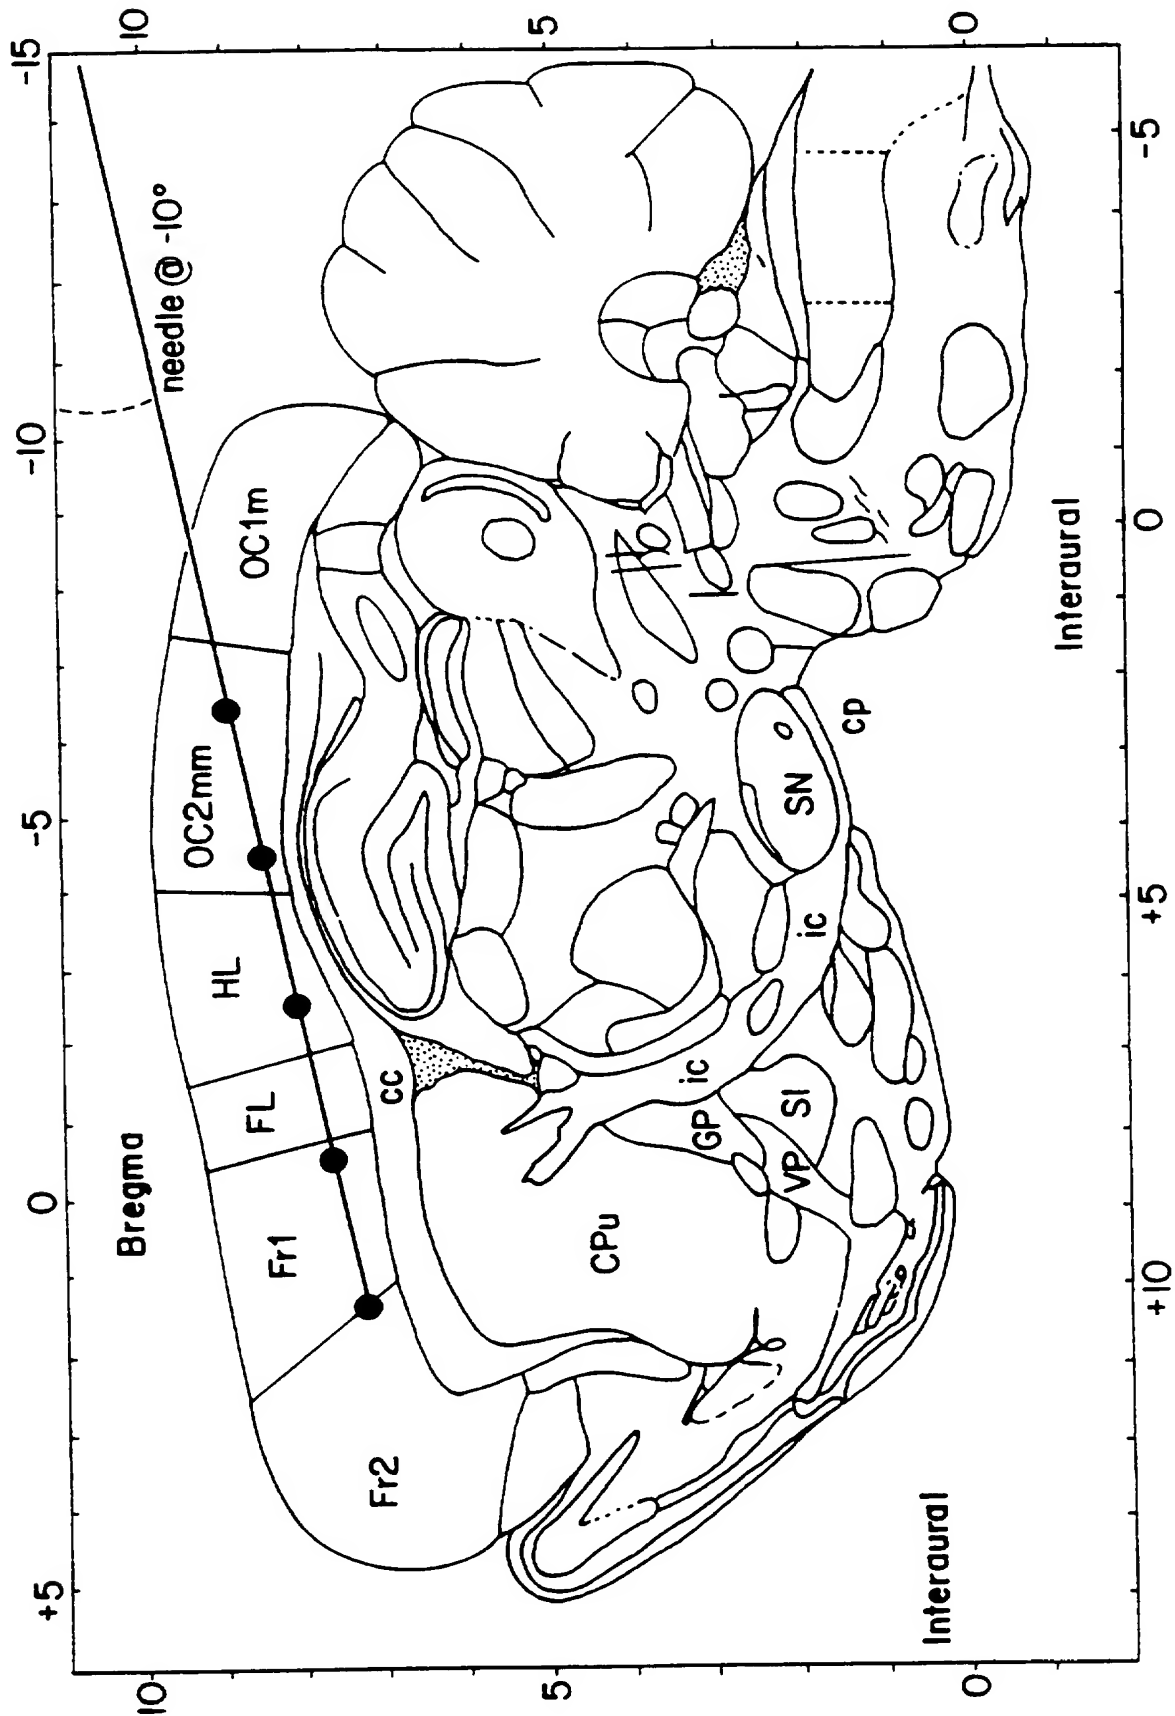 +5 0 -5 -10 -15
Bregma
10 10
needle @ -10°
Fr1 FL HL OC2mm OC1m
Fr2 cc
5 5
CPu
GP ic
VP SI ic SN
cp
Interaural Interaural
0 0
+10 +5 0 -5